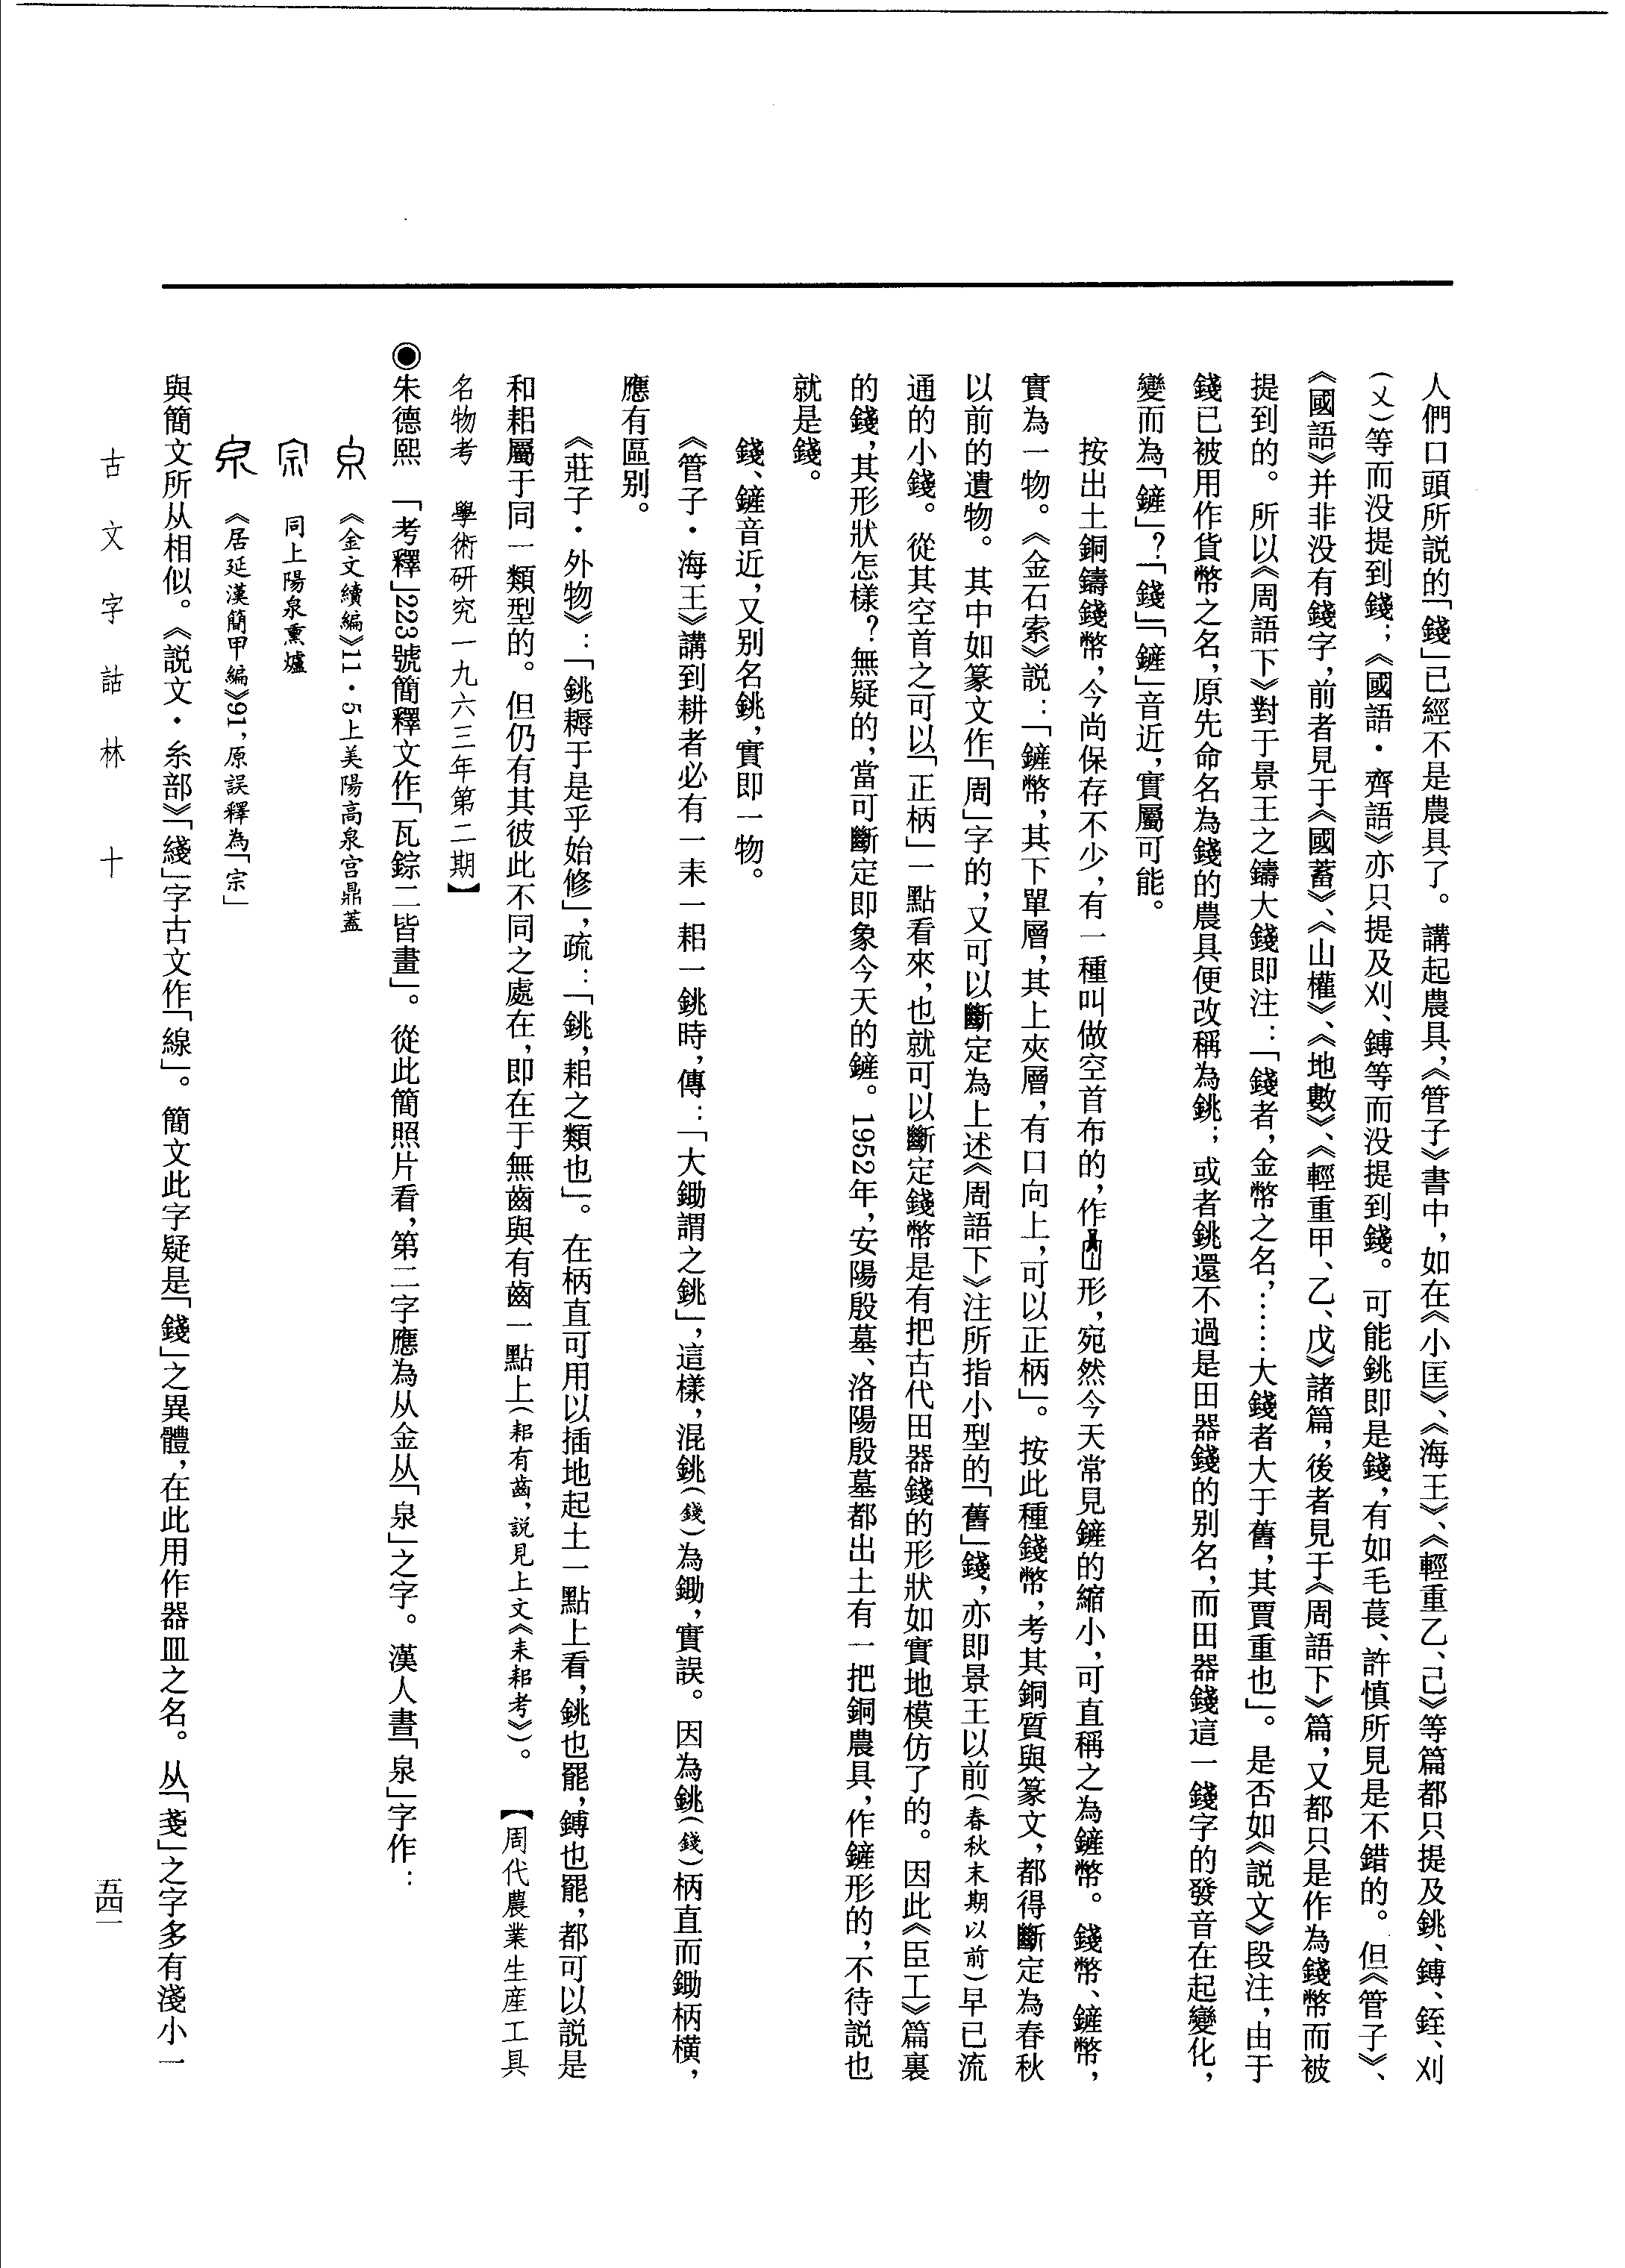 人們口頭所説的「錢」已經不是農具了。講起農具，《管子》書中，如在《小匡》、《海王》、《輕重乙、己》等篇都只提及銚、鎛、銍、刈
（乂）等而没提到錢；《國語·齊語》亦只提及刈、鎛等而没提到錢。可能銚即是錢，有如毛萇、許慎所見是不錯的。但《管子》、
《國語》并非没有錢字，前者見于《國蓄》、《山權》、《地數》、《輕重甲、乙、戊》諸篇，後者見于《周語下》篇，又都只是作為錢幣而被
提到的。所以《周語下》對于景王之鑄大錢即注：「錢者，金幣之名，……大錢者大于舊，其賈重也」。是否如《説文》段注，由于
錢已被用作貨幣之名，原先命名為錢的農具便改稱為銚；或者銚還不過是田器錢的别名，而田器錢這一錢字的發音在起變化，
變而為「鏟」？「錢」「鏟」音近，實屬可能。
按出土銅鑄錢幣，今尚保存不少，有一種叫做空首布的，作形，宛然今天常見鏟的縮小，可直稱之為鏟幣。錢幣、鏟幣，
實為一物。《金石索》説：「鏟幣，其下單層，其上夾層，有口向上，可以正柄」。按此種錢幣，考其銅質與篆文，都得斷定為春秋
以前的遺物。其中如篆文作「周」字的，又可以斷定為上述《周語下》注所指小型的「舊」錢，亦即景王以前（春秋末期以前）早已流
通的小錢。從其空首之可以「正柄」一點看來，也就可以斷定錢幣是有把古代田器錢的形狀如實地模仿了的。因此《臣工》篇裏
的錢，其形狀怎樣？無疑的，當可斷定即象今天的鏟。1952年，安陽殷墓、洛陽殷墓都出土有一把銅農具，作鏟形的，不待説也
就是錢。
錢、鏟音近，又别名銚，實即一物。
《管子·海王》講到耕者必有一耒一耜一銚時，傳：「大鋤謂之銚」，這樣，混銚（錢）為鋤，實誤。因為銚（錢）柄直而鋤柄横，
應有區别。
《莊子·外物》：「銚耨于是乎始修」，疏：「銚，耜之類也」。在柄直可用以插地起土一點上看，銚也罷，鎛也罷，都可以説是
和耜屬于同一類型的。但仍有其彼此不同之處在，即在于無齒與有齒一點上（耜有齒，説見上文《耒耜考》）。　【周代農業生産工具
名物考　學術研究一九六三年第二期】
◉朱德熙　「考釋」223號簡釋文作「瓦錝二皆畫」。從此簡照片看，第二字應為从金从「泉」之字。漢人書「泉」字作：
《金文續編》11·5上美陽高泉宫鼎蓋
同上陽泉熏爐
《居延漢簡甲編》91，原誤釋為「宗」
與簡文所从相似。《説文·糸部》「綫」字古文作「線」。簡文此字疑是「錢」之異體，在此用作器皿之名。从「戔」之字多有淺小一
古文字詁林　十
五四一